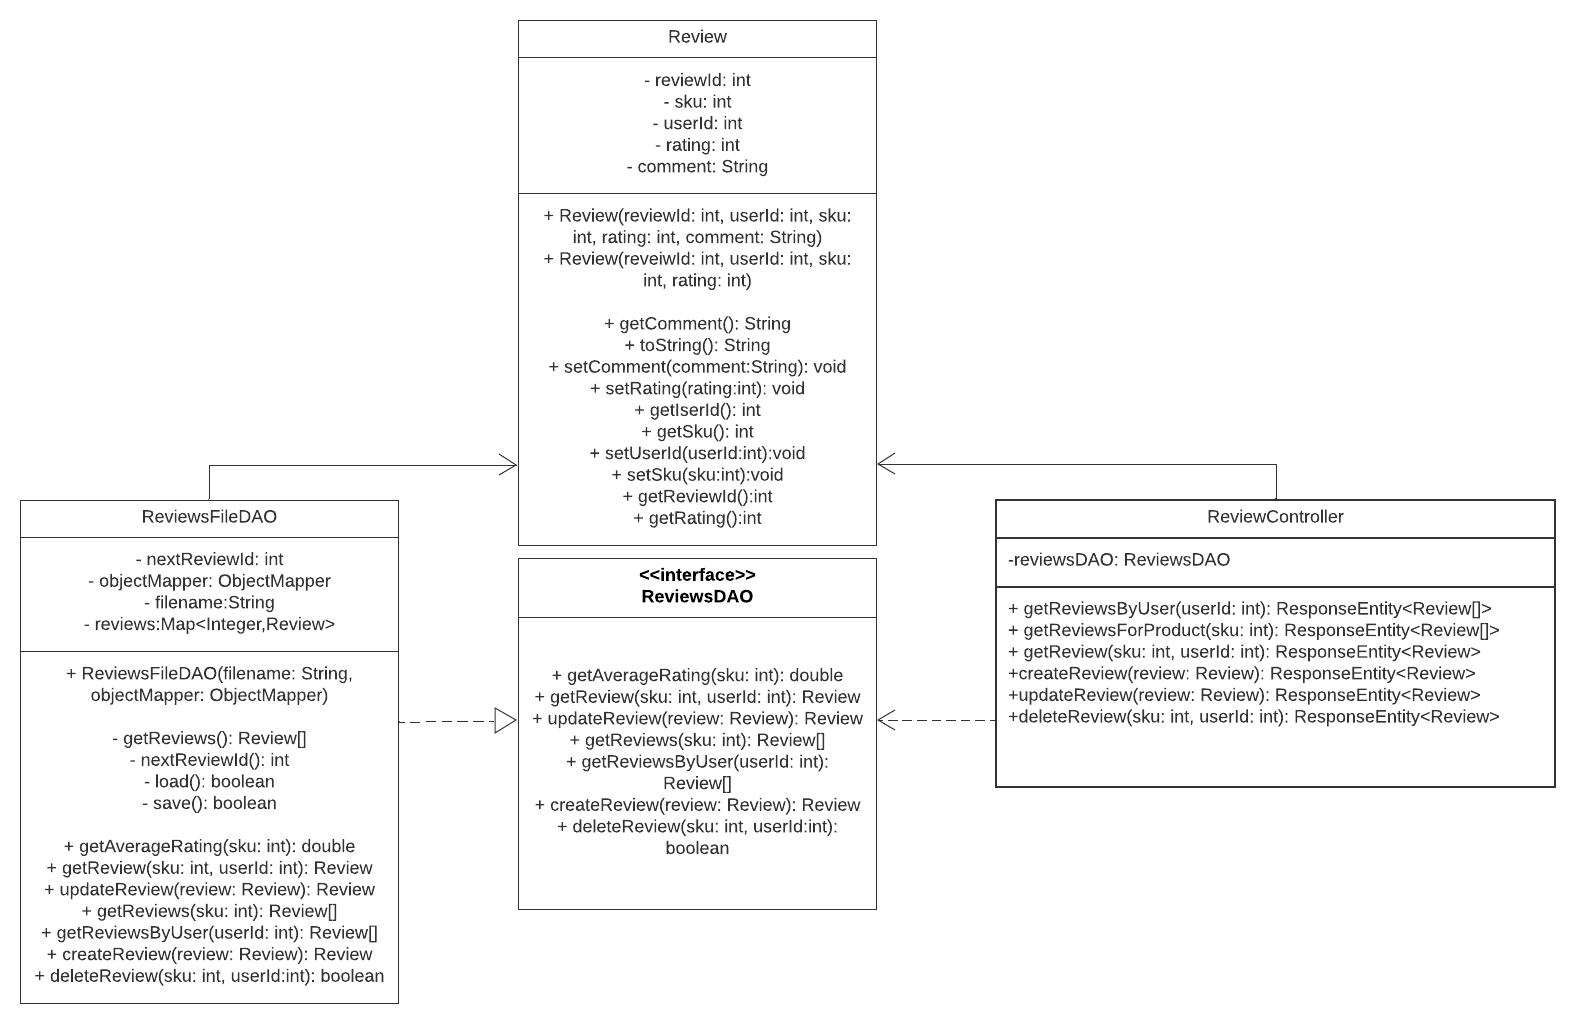 Review
- reviewId: int
- sku: int
- userId: int
- rating: int
- comment: String
+ Review(reviewId: int, userId: int, sku:
int, rating: int, comment: String)
+ Review(reveiwId: int, userId: int, sku:
int, rating: int)
+ getComment(): String
+ toString(): String
+ setComment(comment:String): void
+ setRating(rating:int): void
+ getIserId(): int
+ getSku(): int
+ setUserId(userId:int):void
+ setSku(sku:int):void
+ getReviewId():int
+ getRating():int
ReviewsFileDAO
- nextReviewId: int
- objectMapper: ObjectMapper
- filename:String
- reviews:Map<Integer,Review>
+ ReviewsFileDAO(filename: String,
objectMapper: ObjectMapper)
- getReviews(): Review[]
- nextReviewId(): int
- load(): boolean
- save(): boolean
+ getAverageRating(sku: int): double
+ getReview(sku: int, userId: int): Review
+ updateReview(review: Review): Review
+ getReviews(sku: int): Review[]
+ getReviewsByUser(userId: int): Review[]
+ createReview(review: Review): Review
+ deleteReview(sku: int, userId:int): boolean
<<interface>>
ReviewsDAO
+ getAverageRating(sku: int): double
+ getReview(sku: int, userId: int): Review
+ updateReview(review: Review): Review
+ getReviews(sku: int): Review[]
+ getReviewsByUser(userId: int):
Review[]
+ createReview(review: Review): Review
+ deleteReview(sku: int, userId:int):
boolean
ReviewController
-reviewsDAO: ReviewsDAO
+ getReviewsByUser(userId: int): ResponseEntity<Review[]>
+ getReviewsForProduct(sku: int): ResponseEntity<Review[]>
+ getReview(sku: int, userId: int): ResponseEntity<Review>
+createReview(review: Review): ResponseEntity<Review>
+updateReview(review: Review): ResponseEntity<Review>
+deleteReview(sku: int, userId: int): ResponseEntity<Review>